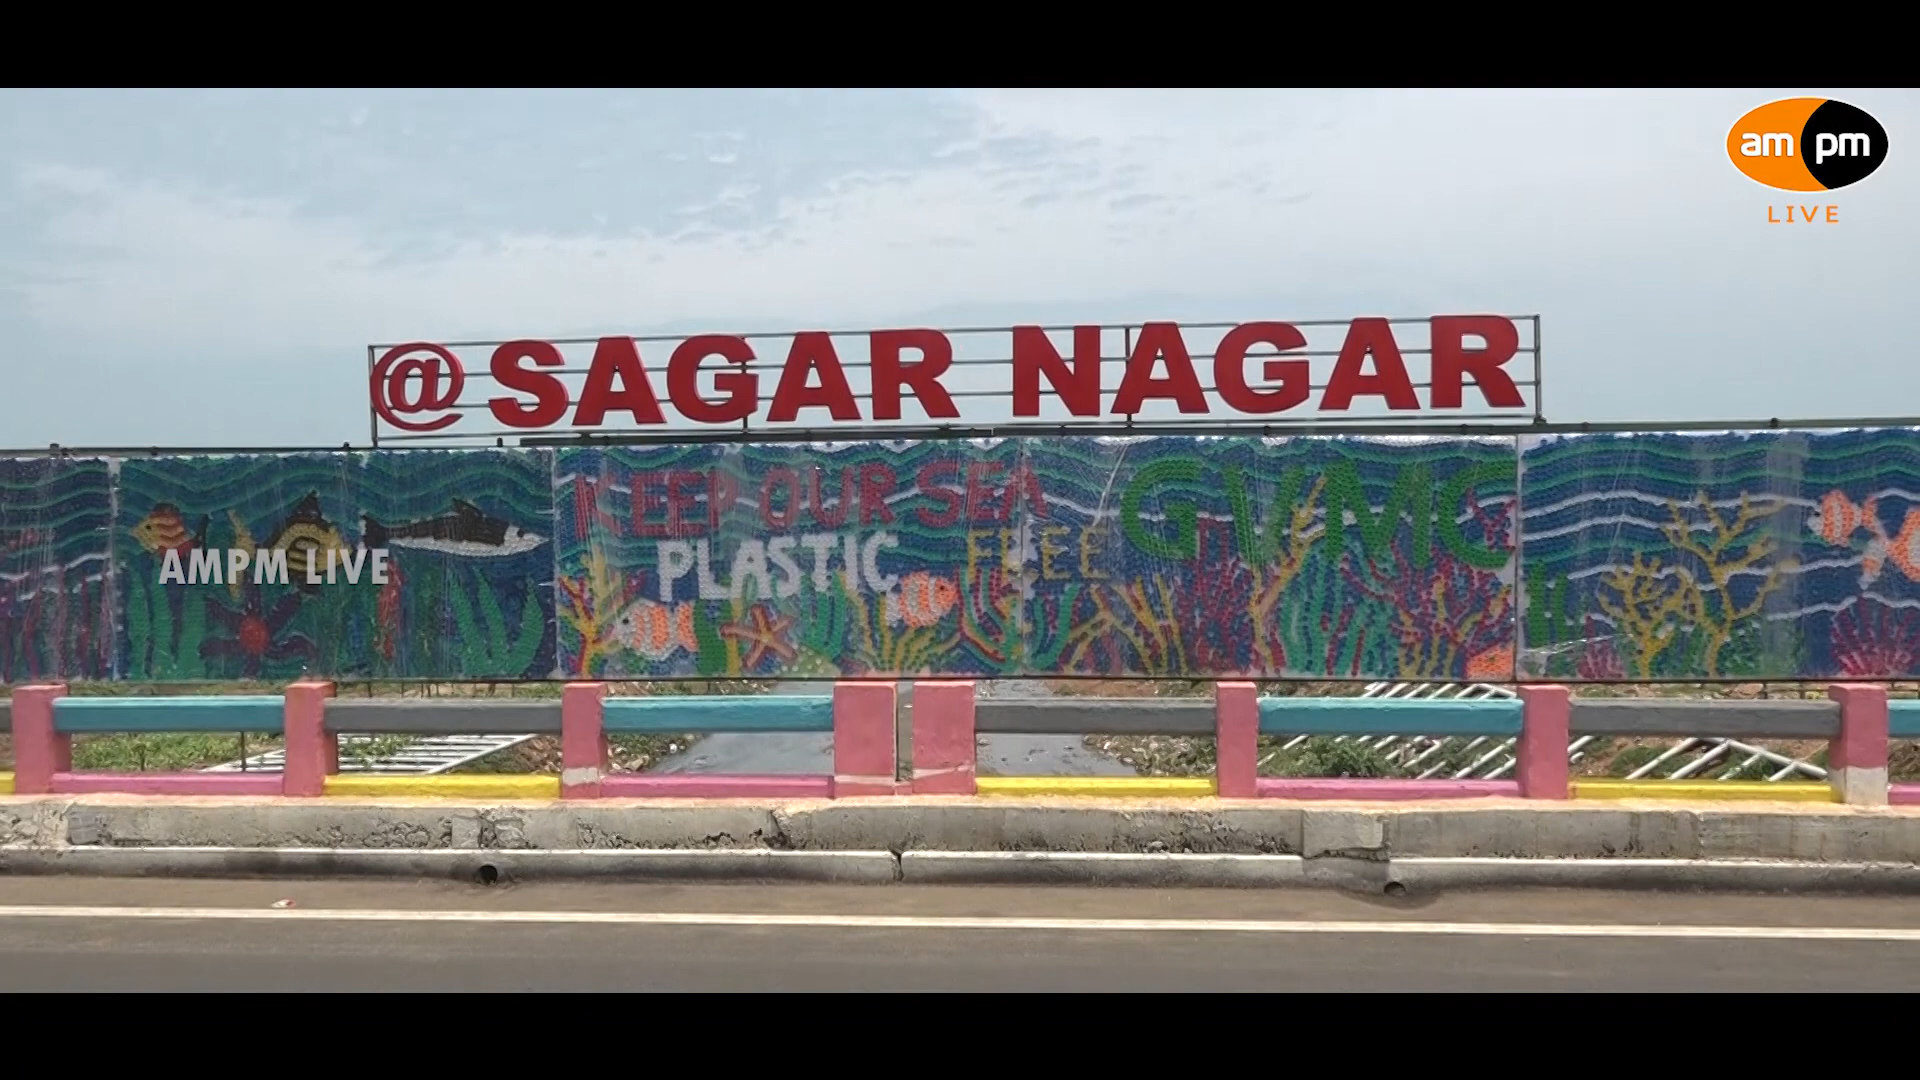 am pm
LIVE
@ SAGAR NAGAR
KEEP OUR SEA
PLASTIC FREE
GVMC
AMPM LIVE